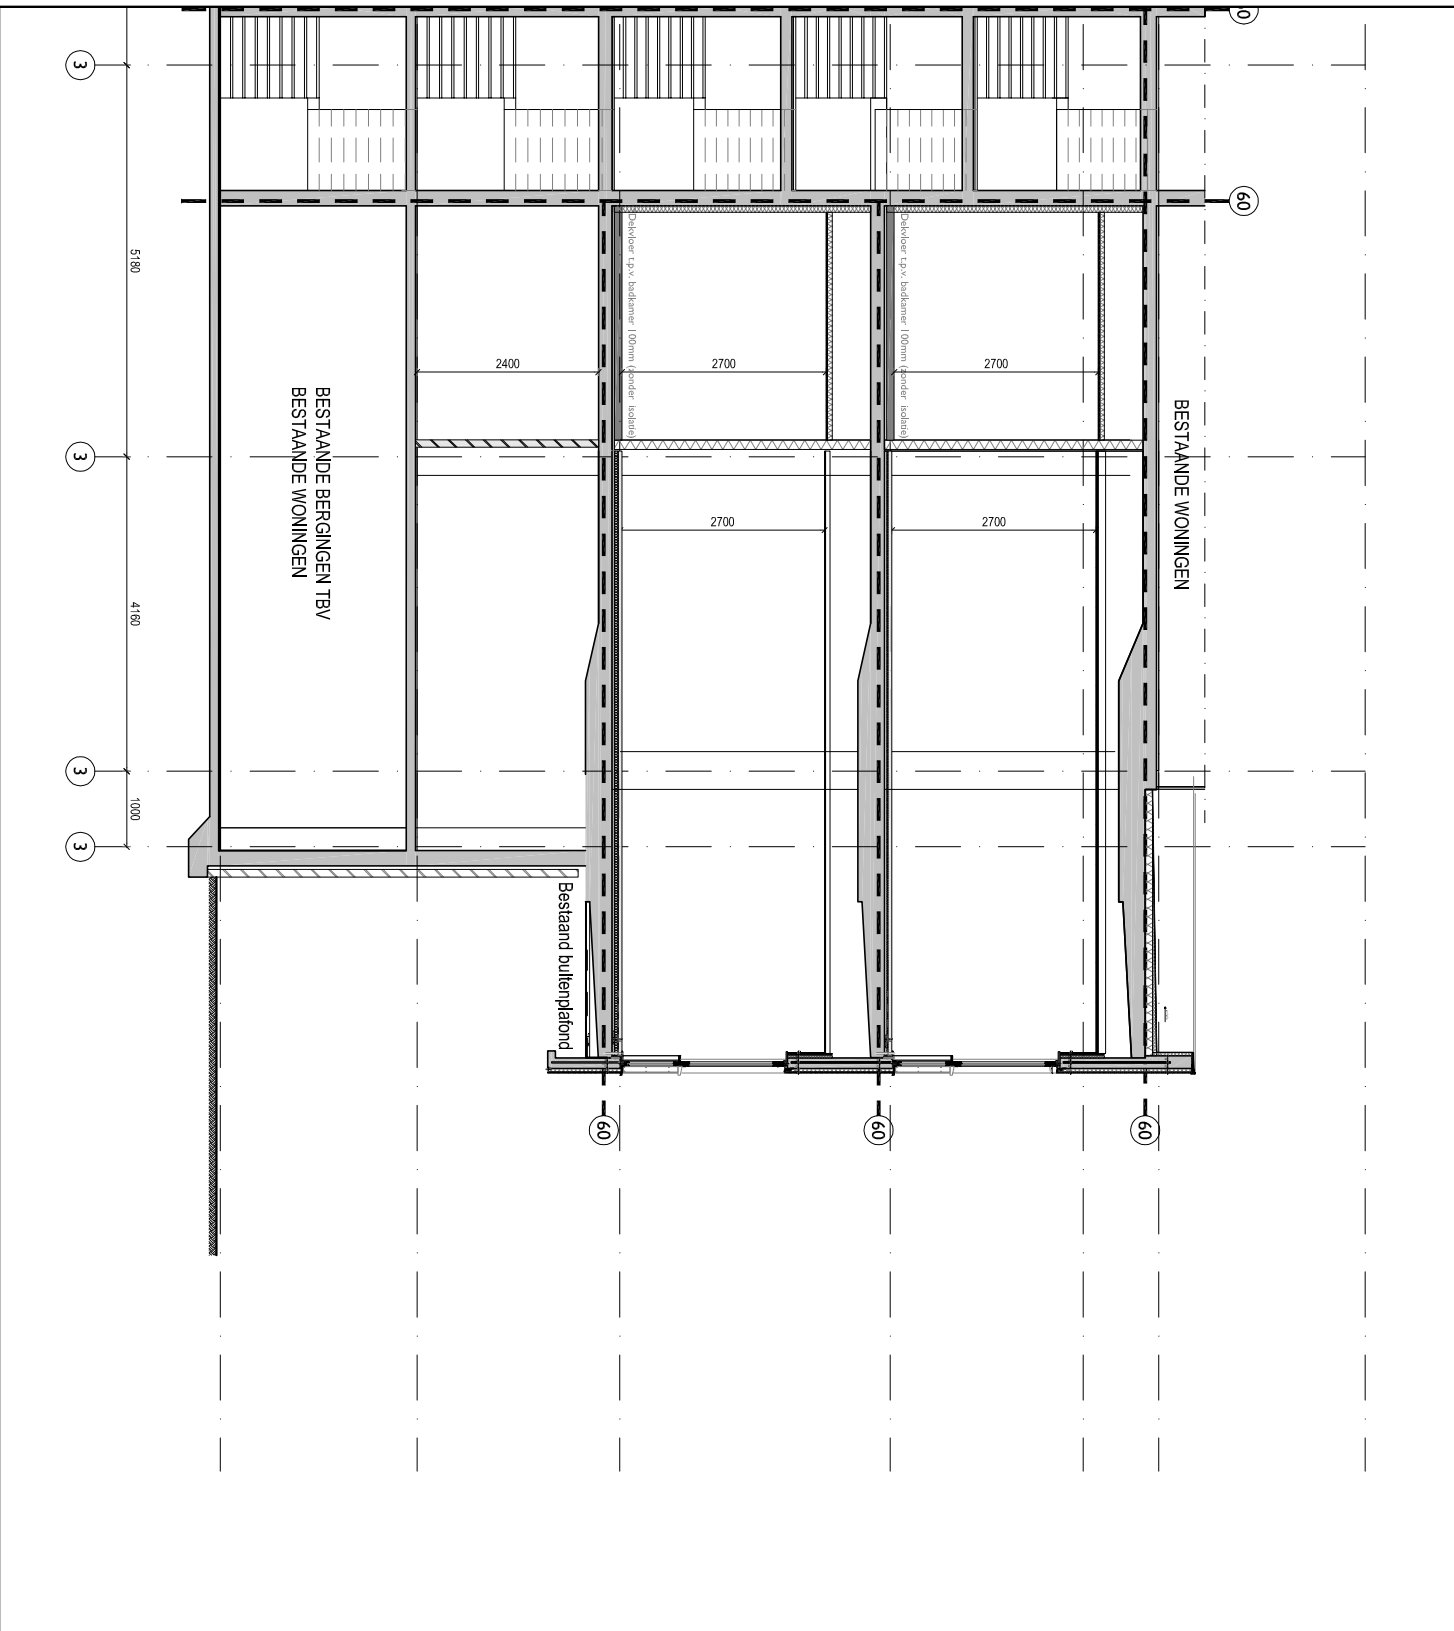 0
3
60
5180
Dekvloer t.p.v. badkamer 100mm (zonder isolatie)
Dekvloer t.p.v. badkamer 100mm (zonder isolatie)
2400
2700
2700
BESTAANDE BERGINGEN TBV
BESTAANDE WONINGEN
BESTAANDE WONINGEN
3
2700
2700
4160
3
1000
3
Bestaand buitenplafond
60
60
60